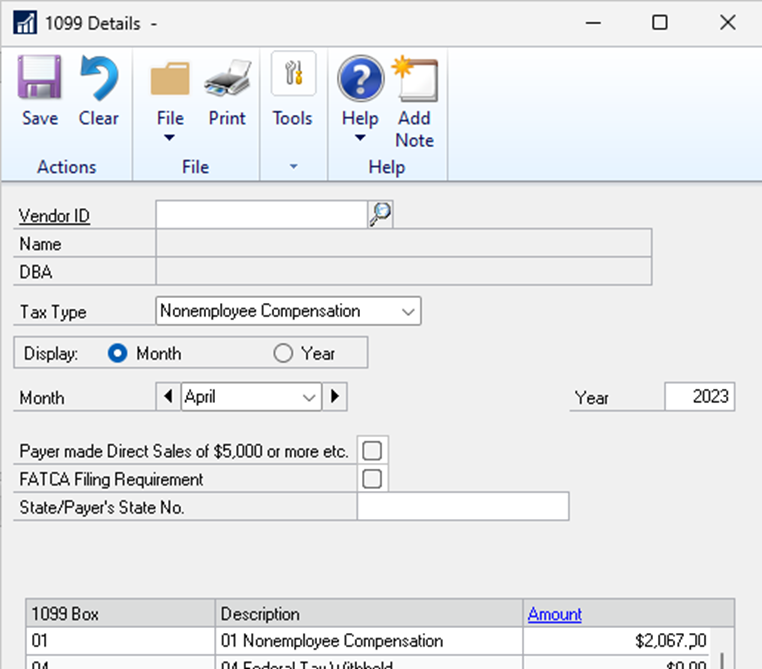 1099 Details -
Save Clear File Print Tools Help Add Note
Actions File Help
Vendor ID
Name
DBA
Tax Type Nonemployee Compensation
Display: Month Year
Month April Year 2023
Payer made Direct Sales of $5,000 or more etc.
FATCA Filing Requirement
State/Payer's State No.
1099 Box Description Amount
01 01 Nonemployee Compensation $2,067.00
04 04 Federal Tax Withheld $0.00